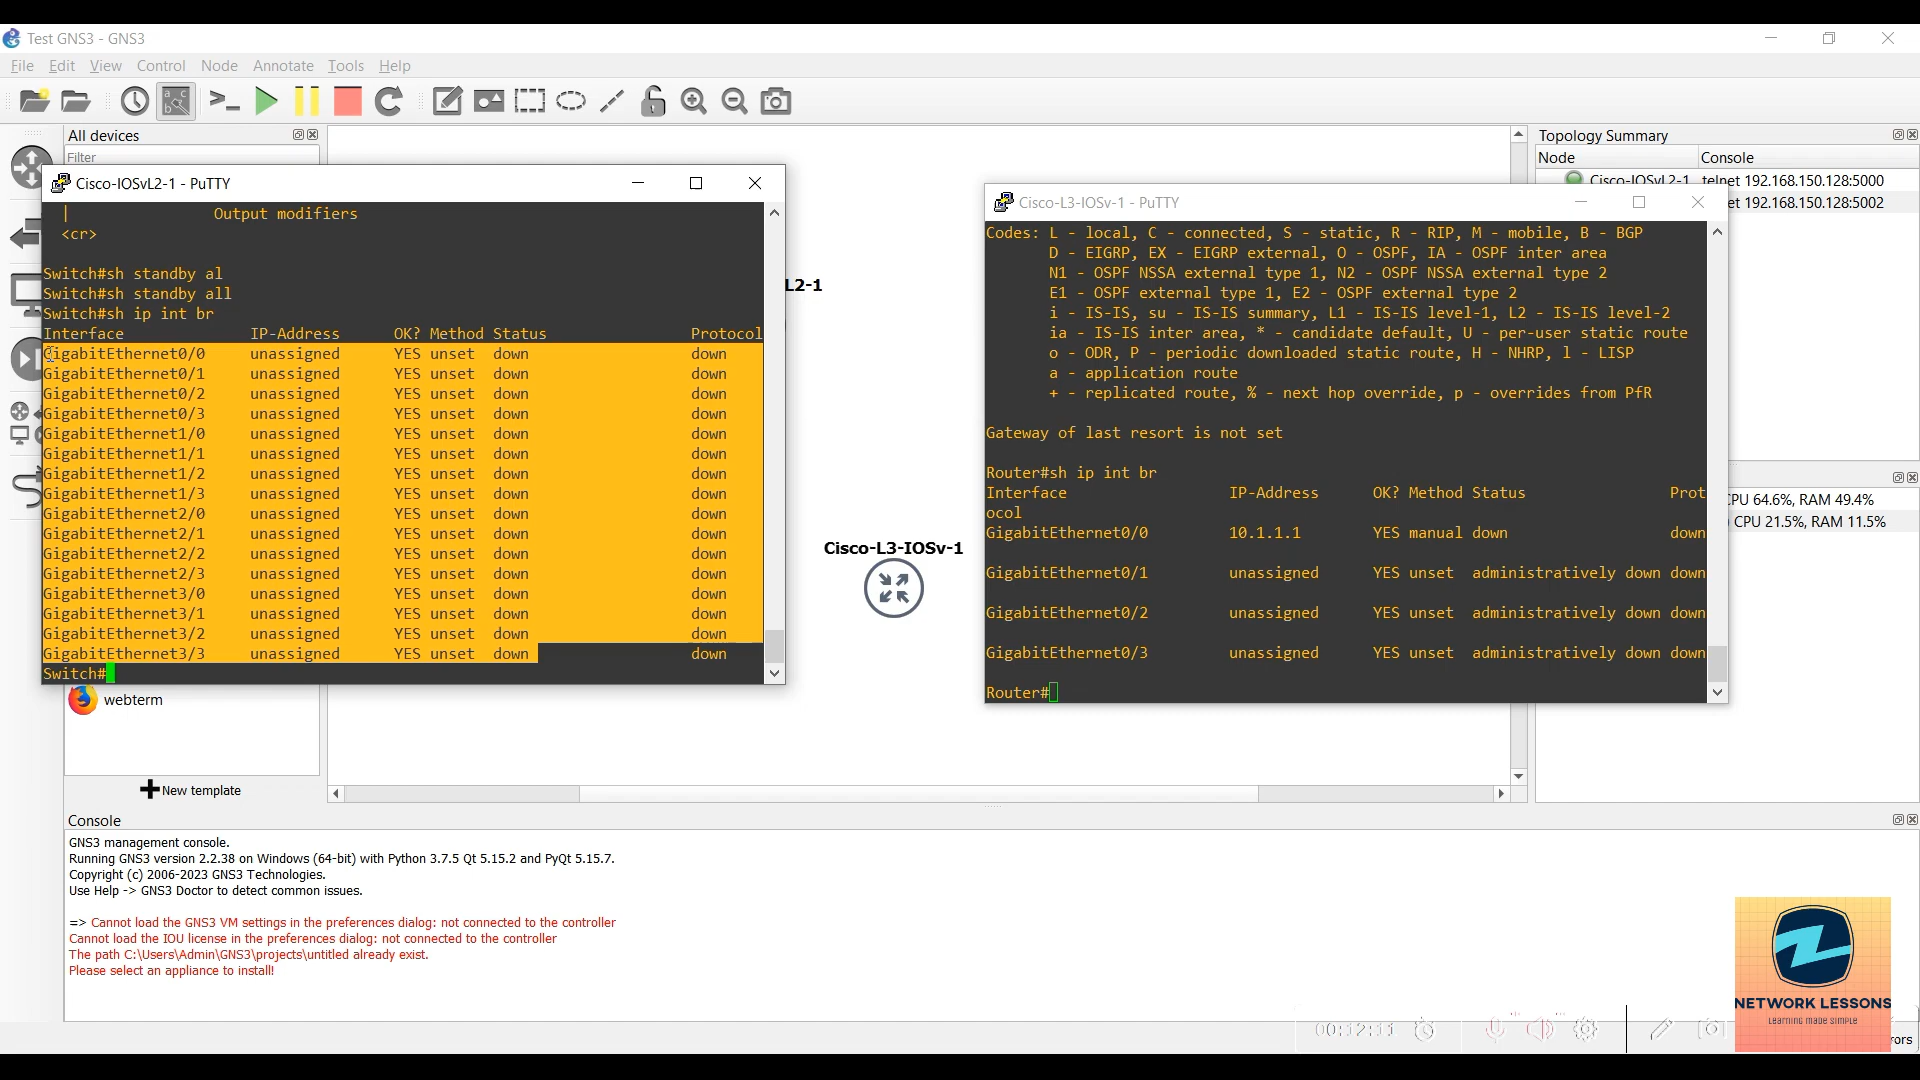 Test GNS3 - GNS3
File Edit View Control Node Annotate Tools Help
All devices
Filter
Topology Summary
Node Console
Cisco-IOSvL2-1 telnet 192.168.150.128:5000
et 192.168.150.128:5002
Cisco-IOSvL2-1 - PuTTY
| Output modifiers
<cr>
Switch#sh standby al
Switch#sh standby all
Switch#sh ip int br
Interface IP-Address OK? Method Status Protocol
GigabitEthernet0/0 unassigned YES unset down down
GigabitEthernet0/1 unassigned YES unset down down
GigabitEthernet0/2 unassigned YES unset down down
GigabitEthernet0/3 unassigned YES unset down down
GigabitEthernet1/0 unassigned YES unset down down
GigabitEthernet1/1 unassigned YES unset down down
GigabitEthernet1/2 unassigned YES unset down down
GigabitEthernet1/3 unassigned YES unset down down
GigabitEthernet2/0 unassigned YES unset down down
GigabitEthernet2/1 unassigned YES unset down down
GigabitEthernet2/2 unassigned YES unset down down
GigabitEthernet2/3 unassigned YES unset down down
GigabitEthernet3/0 unassigned YES unset down down
GigabitEthernet3/1 unassigned YES unset down down
GigabitEthernet3/2 unassigned YES unset down down
GigabitEthernet3/3 unassigned YES unset down down
Switch#
L2-1
Cisco-L3-IOSv-1
Cisco-L3-IOSv-1 - PuTTY
Codes: L - local, C - connected, S - static, R - RIP, M - mobile, B - BGP
D - EIGRP, EX - EIGRP external, O - OSPF, IA - OSPF inter area
N1 - OSPF NSSA external type 1, N2 - OSPF NSSA external type 2
E1 - OSPF external type 1, E2 - OSPF external type 2
i - IS-IS, su - IS-IS summary, L1 - IS-IS level-1, L2 - IS-IS level-2
ia - IS-IS inter area, * - candidate default, U - per-user static route
o - ODR, P - periodic downloaded static route, H - NHRP, l - LISP
a - application route
+ - replicated route, % - next hop override, p - overrides from PfR
Gateway of last resort is not set
Router#sh ip int br
Interface IP-Address OK? Method Status Prot
ocol
GigabitEthernet0/0 10.1.1.1 YES manual down down
GigabitEthernet0/1 unassigned YES unset administratively down down
GigabitEthernet0/2 unassigned YES unset administratively down down
GigabitEthernet0/3 unassigned YES unset administratively down down
Router#
CPU 64.6%, RAM 49.4%
CPU 21.5%, RAM 11.5%
webterm
New template
Console
GNS3 management console.
Running GNS3 version 2.2.38 on Windows (64-bit) with Python 3.7.5 Qt 5.15.2 and PyQt 5.15.7.
Copyright (c) 2006-2023 GNS3 Technologies.
Use Help -> GNS3 Doctor to detect common issues.
=> Cannot load the GNS3 VM settings in the preferences dialog: not connected to the controller
Cannot load the IOU license in the preferences dialog: not connected to the controller
The path C:\Users\Admin\GNS3\projects\untitled already exist.
Please select an appliance to install!
NETWORK LESSONS
Learning made simple
00:12:11
rors